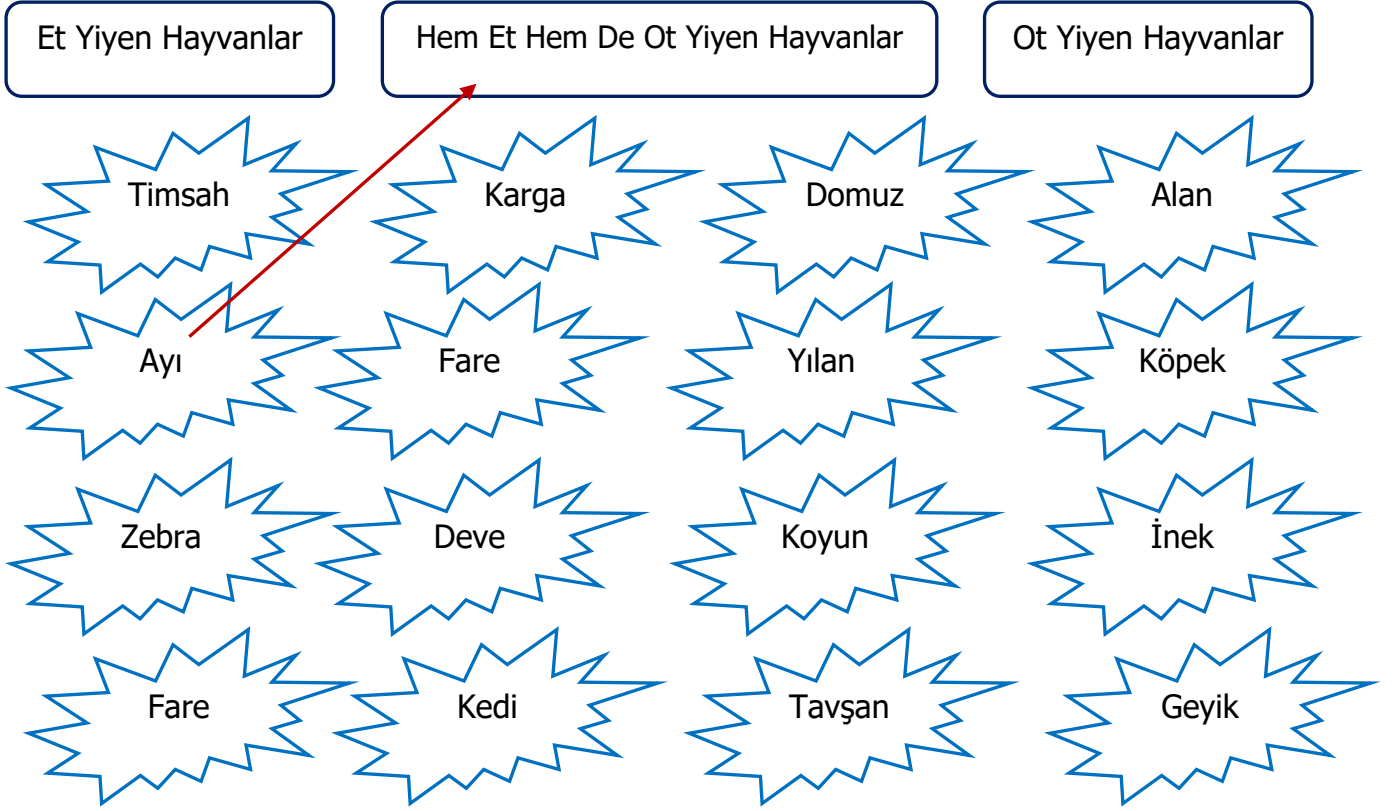 Et Yiyen Hayvanlar
Hem Et Hem De Ot Yiyen Hayvanlar
Ot Yiyen Hayvanlar
Timsah
Karga
Domuz
Alan
Ayı
Fare
Yılan
Köpek
Zebra
Deve
Koyun
İnek
Fare
Kedi
Tavşan
Geyik